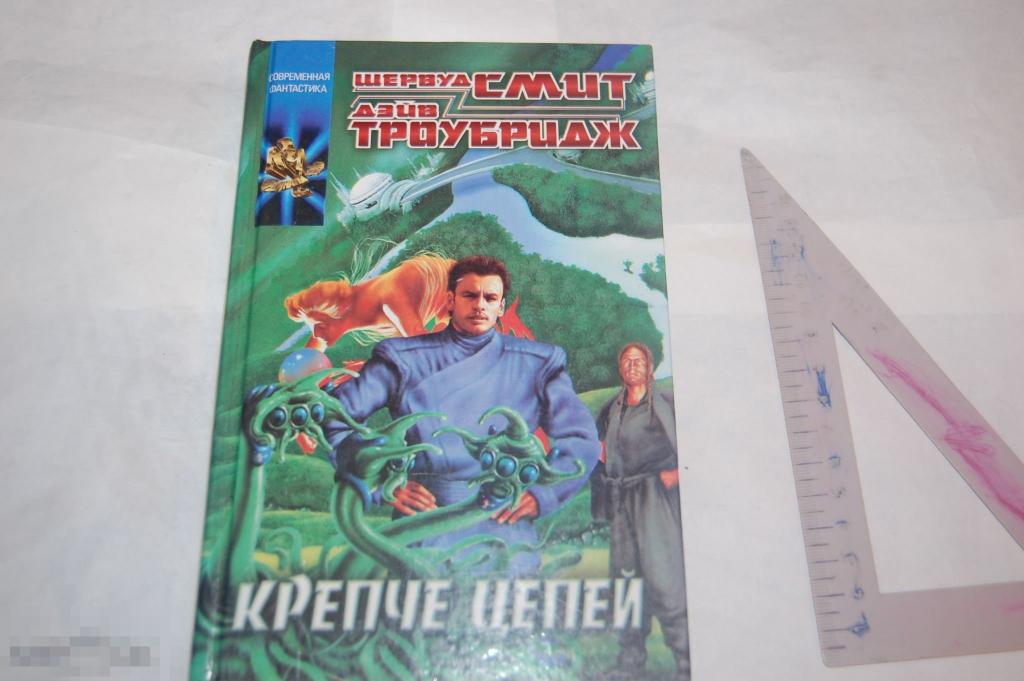 СОВРЕМЕННАЯ
ФАНТАСТИКА
ШЕРВУД СМИТ
ДЭЙВ
ТРОУБРИДЖ
КРЕПЧЕ ЦЕПЕЙ